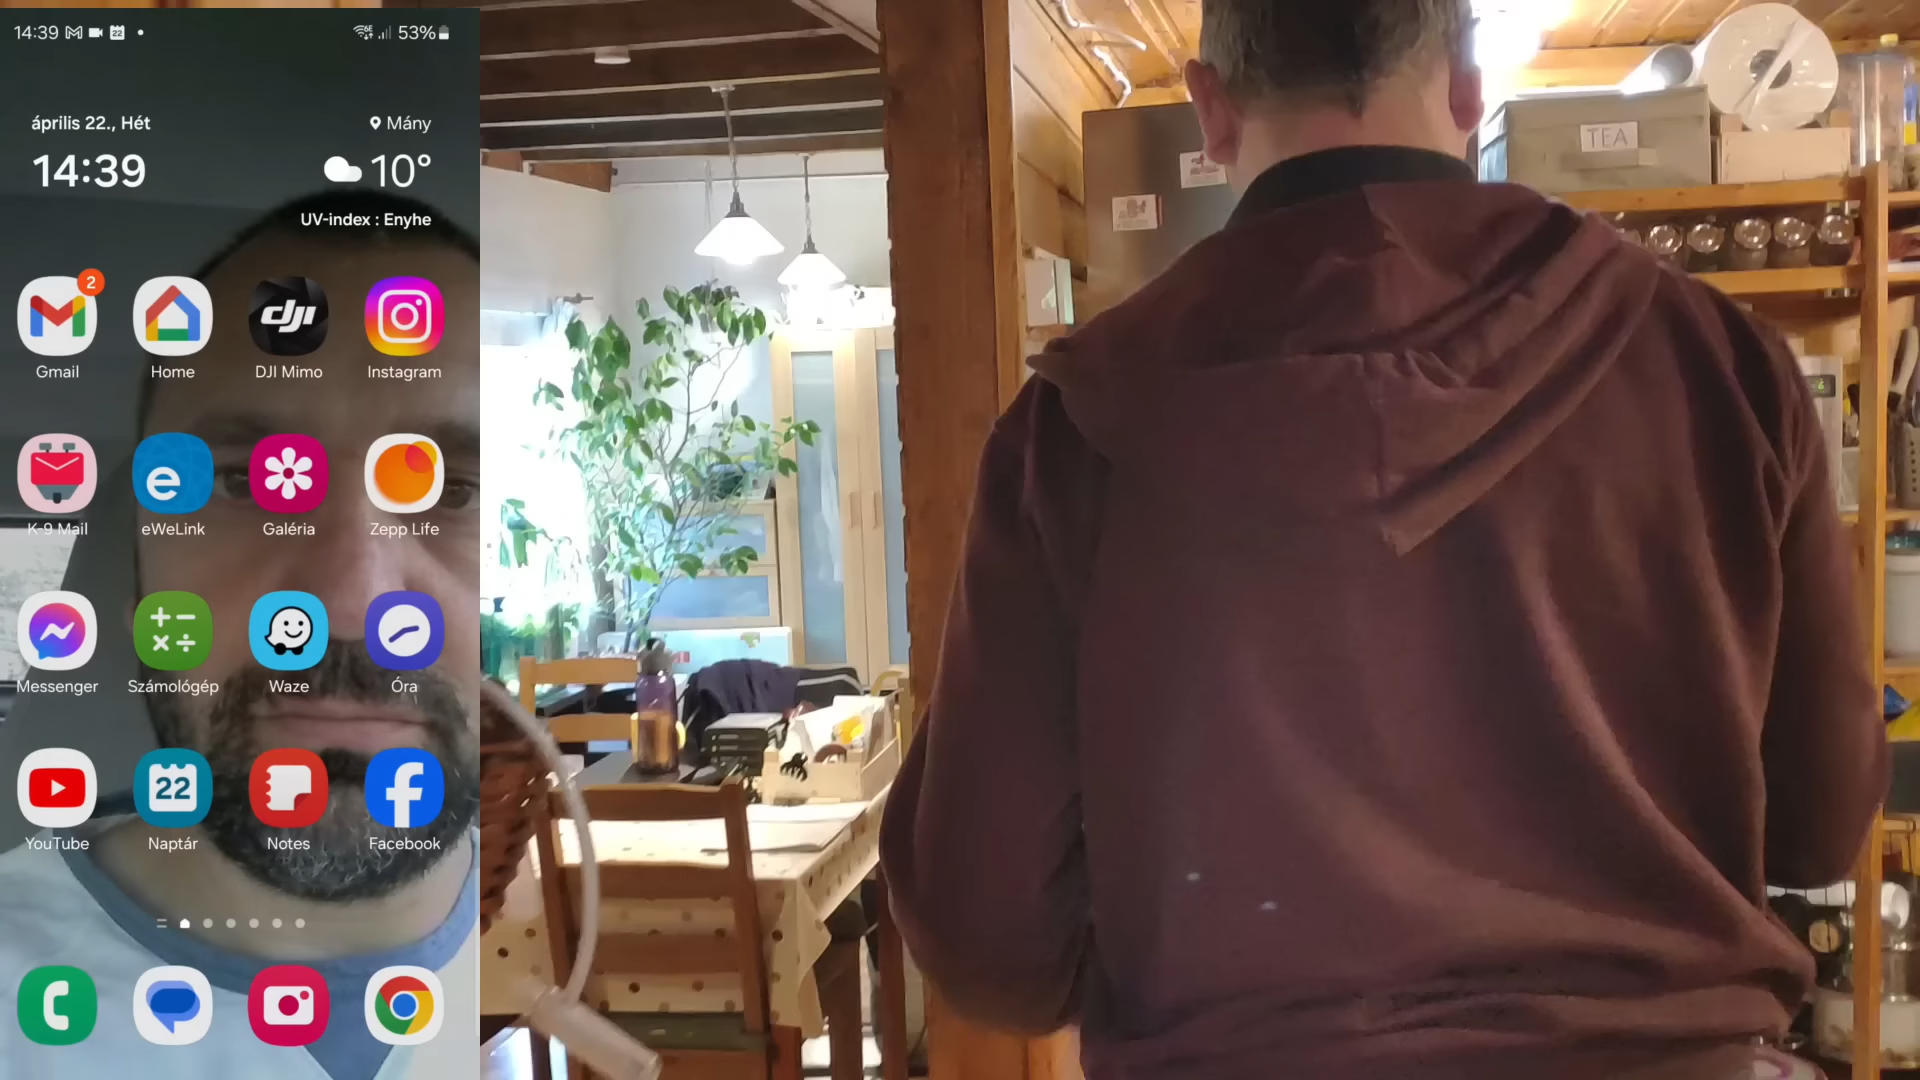 14:39
53%
április 22., Hét
Mány
14:39
10°
UV-index : Enyhe
2
dji
Gmail
Home
DJI Mimo
Instagram
e
K-9 Mail
eWeLink
Galéria
Zepp Life
Messenger
Számológép
Waze
Óra
22
YouTube
Naptár
Notes
Facebook
TEA